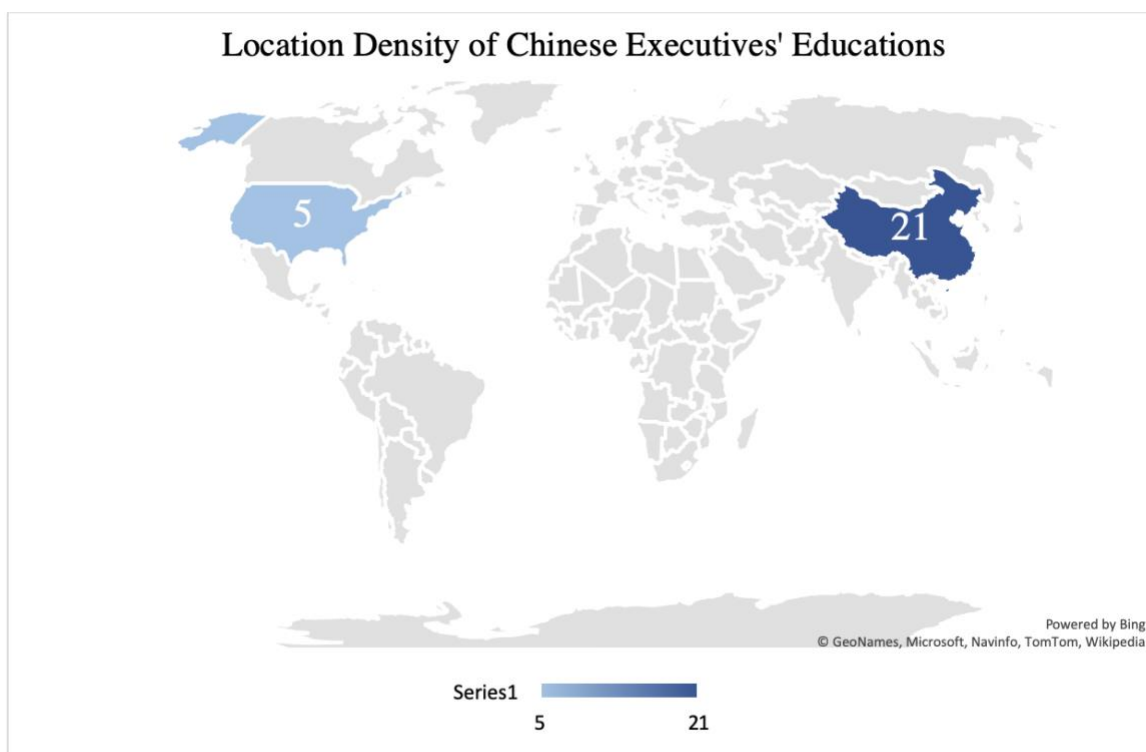 Location Density of Chinese Executives' Educations
5
21
Powered by Bing
© GeoNames, Microsoft, Navinfo, TomTom, Wikipedia
Series1
5
21